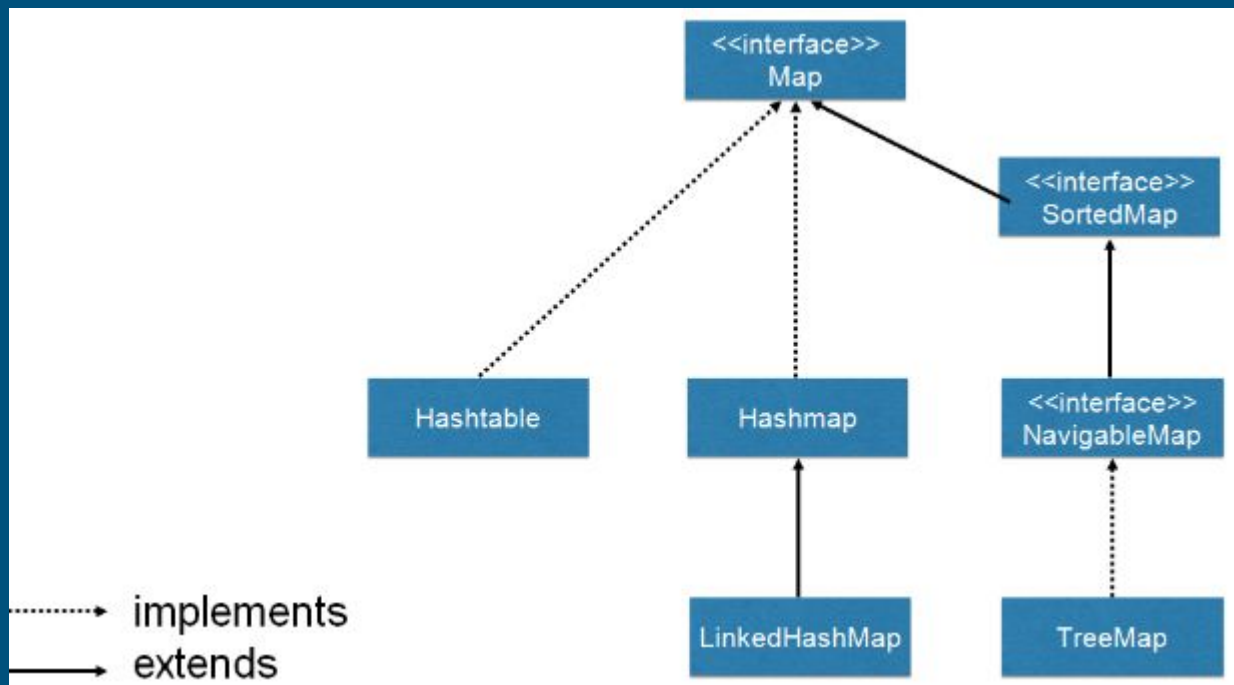 <<interface>>
Map
<<interface>>
SortedMap
Hashtable
Hashmap
<<interface>>
NavigableMap
LinkedHashMap
TreeMap
implements
extends